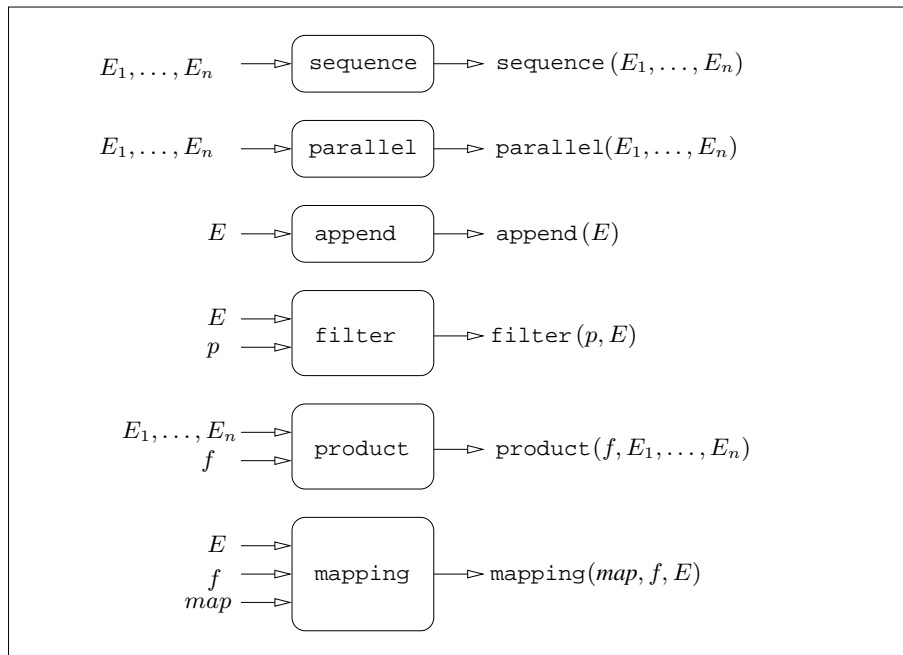 E₁, . . . , Eₙ sequence sequence(E₁, . . . , Eₙ)
E₁, . . . , Eₙ parallel parallel(E₁, . . . , Eₙ)
E append append(E)
E
p
filter filter(p, E)
E₁, . . . , Eₙ
f
product product(f, E₁, . . . , Eₙ)
E
f
map
mapping mapping(map, f, E)